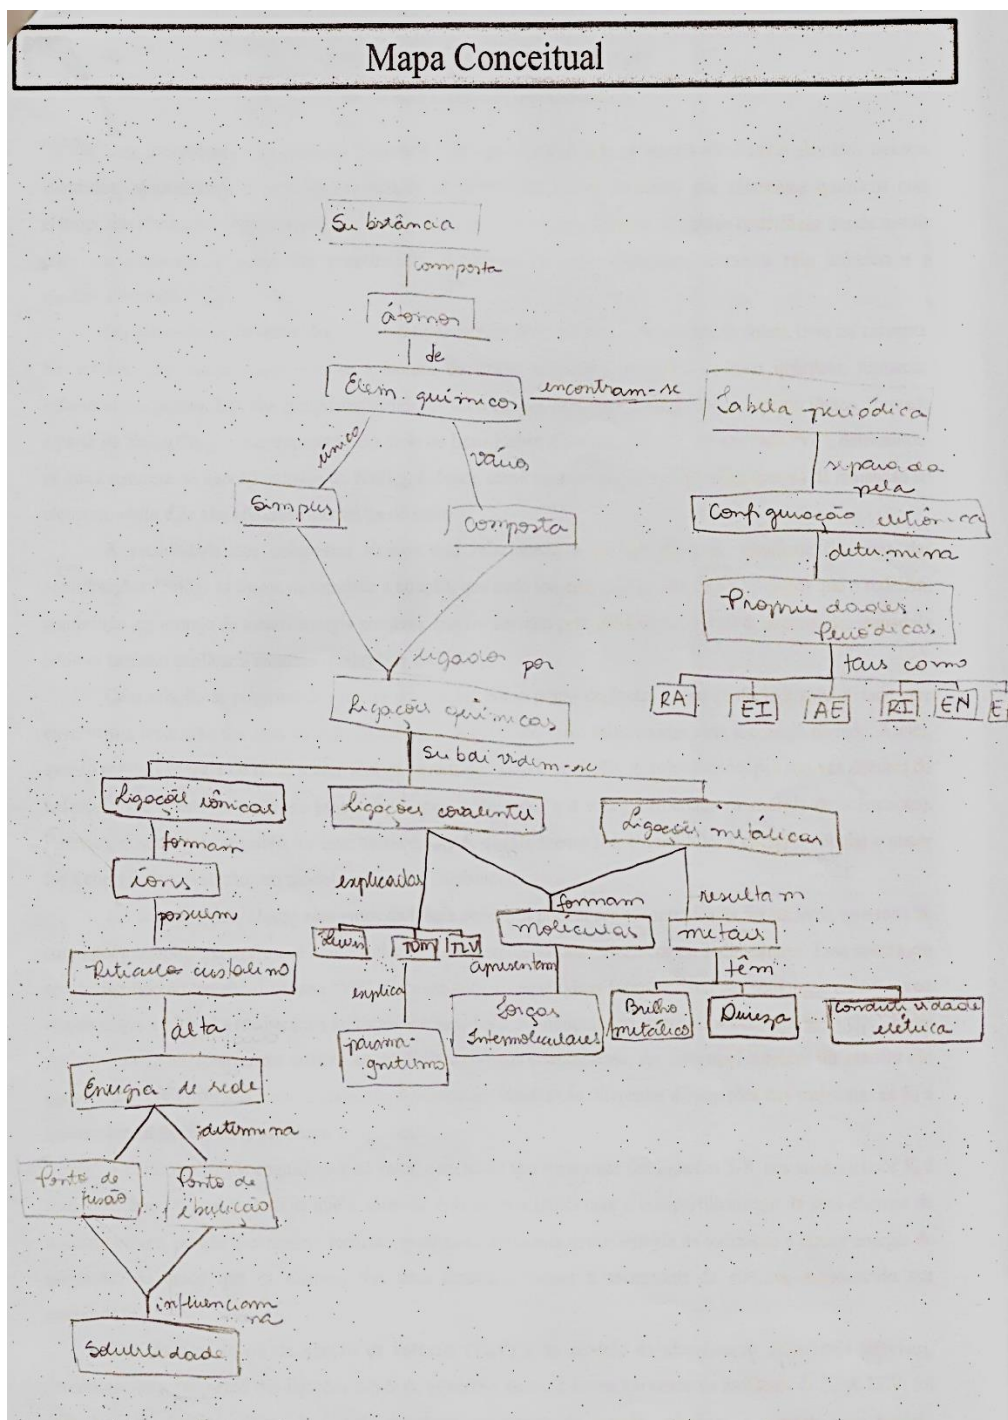 Mapa Conceitual
Substância
composta
átomos
de
Elem. químicos
encontram-se
Tabela periódica
único
vários
separada
pela
Simples
Composta
Configuração eletrônica
determina
Propriedades
Periódicas
ligados por
tais como
Ligações químicas
RA
EI
AE
RI
EN
E
Subdividem-se
Ligações iônicas
Ligações covalentes
Ligações metálicas
formam
íons
explicadas
formam
resultam
possuem
Lewis
TOM
TLV
moléculas
metais
Retículo cristalino
explica
apresentam
têm
alta
parama-
gnetismo
Forças
Intermoleculares
Brilho
metálico
Dureza
Condutividade
elétrica
Energia de rede
determina
Ponto de
fusão
Ponto de
ebulição
influenciam
na
Solubilidade